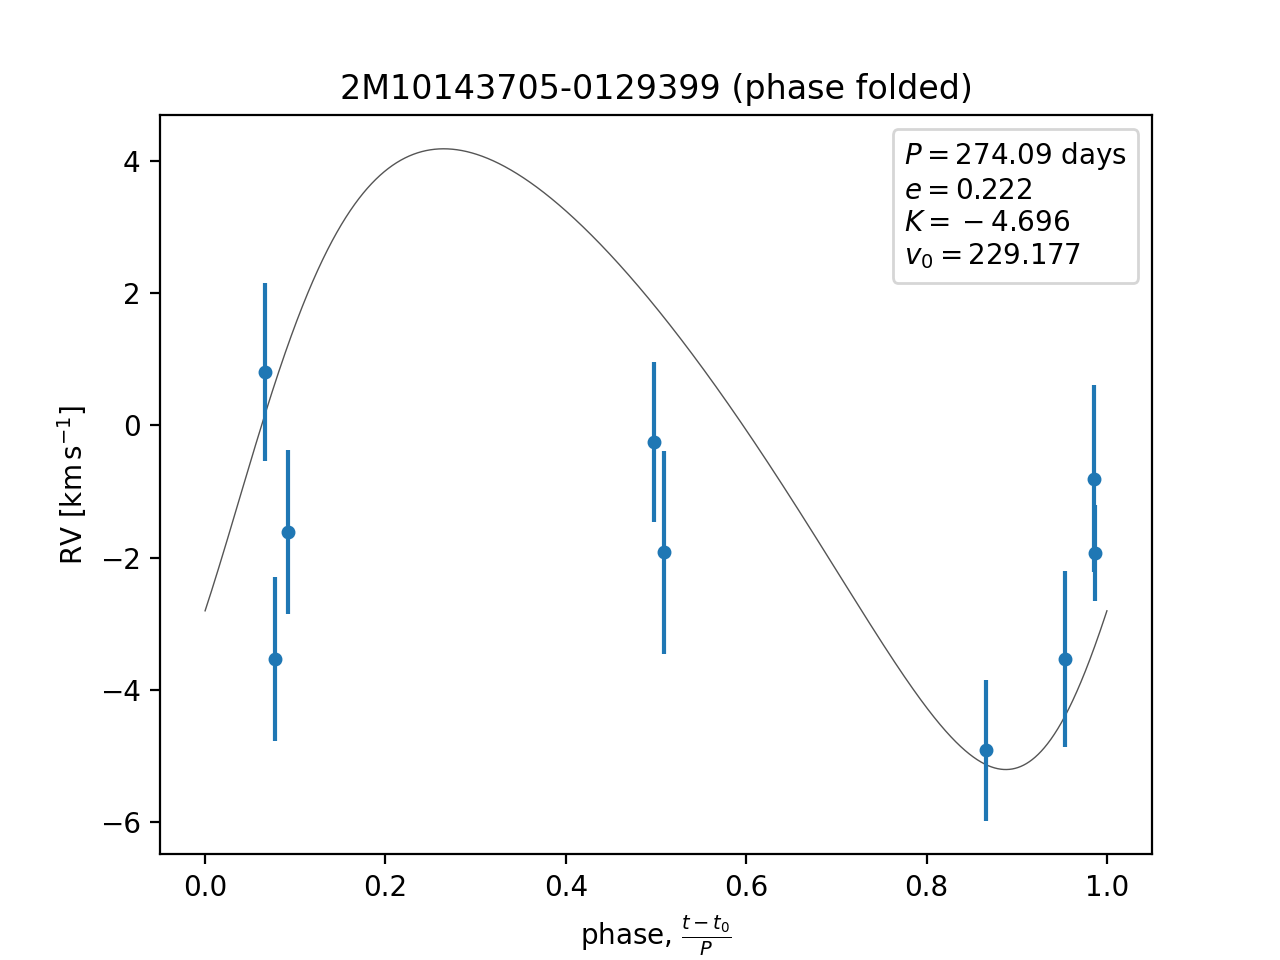 2M10143705-0129399 (phase folded)
P = 274.09 days
e = 0.222
K = −4.696
v₀ = 229.177
RV [km s⁻¹]
4
2
0
−2
−4
−6
0.0 0.2 0.4 0.6 0.8 1.0
phase, (t − t₀)/P